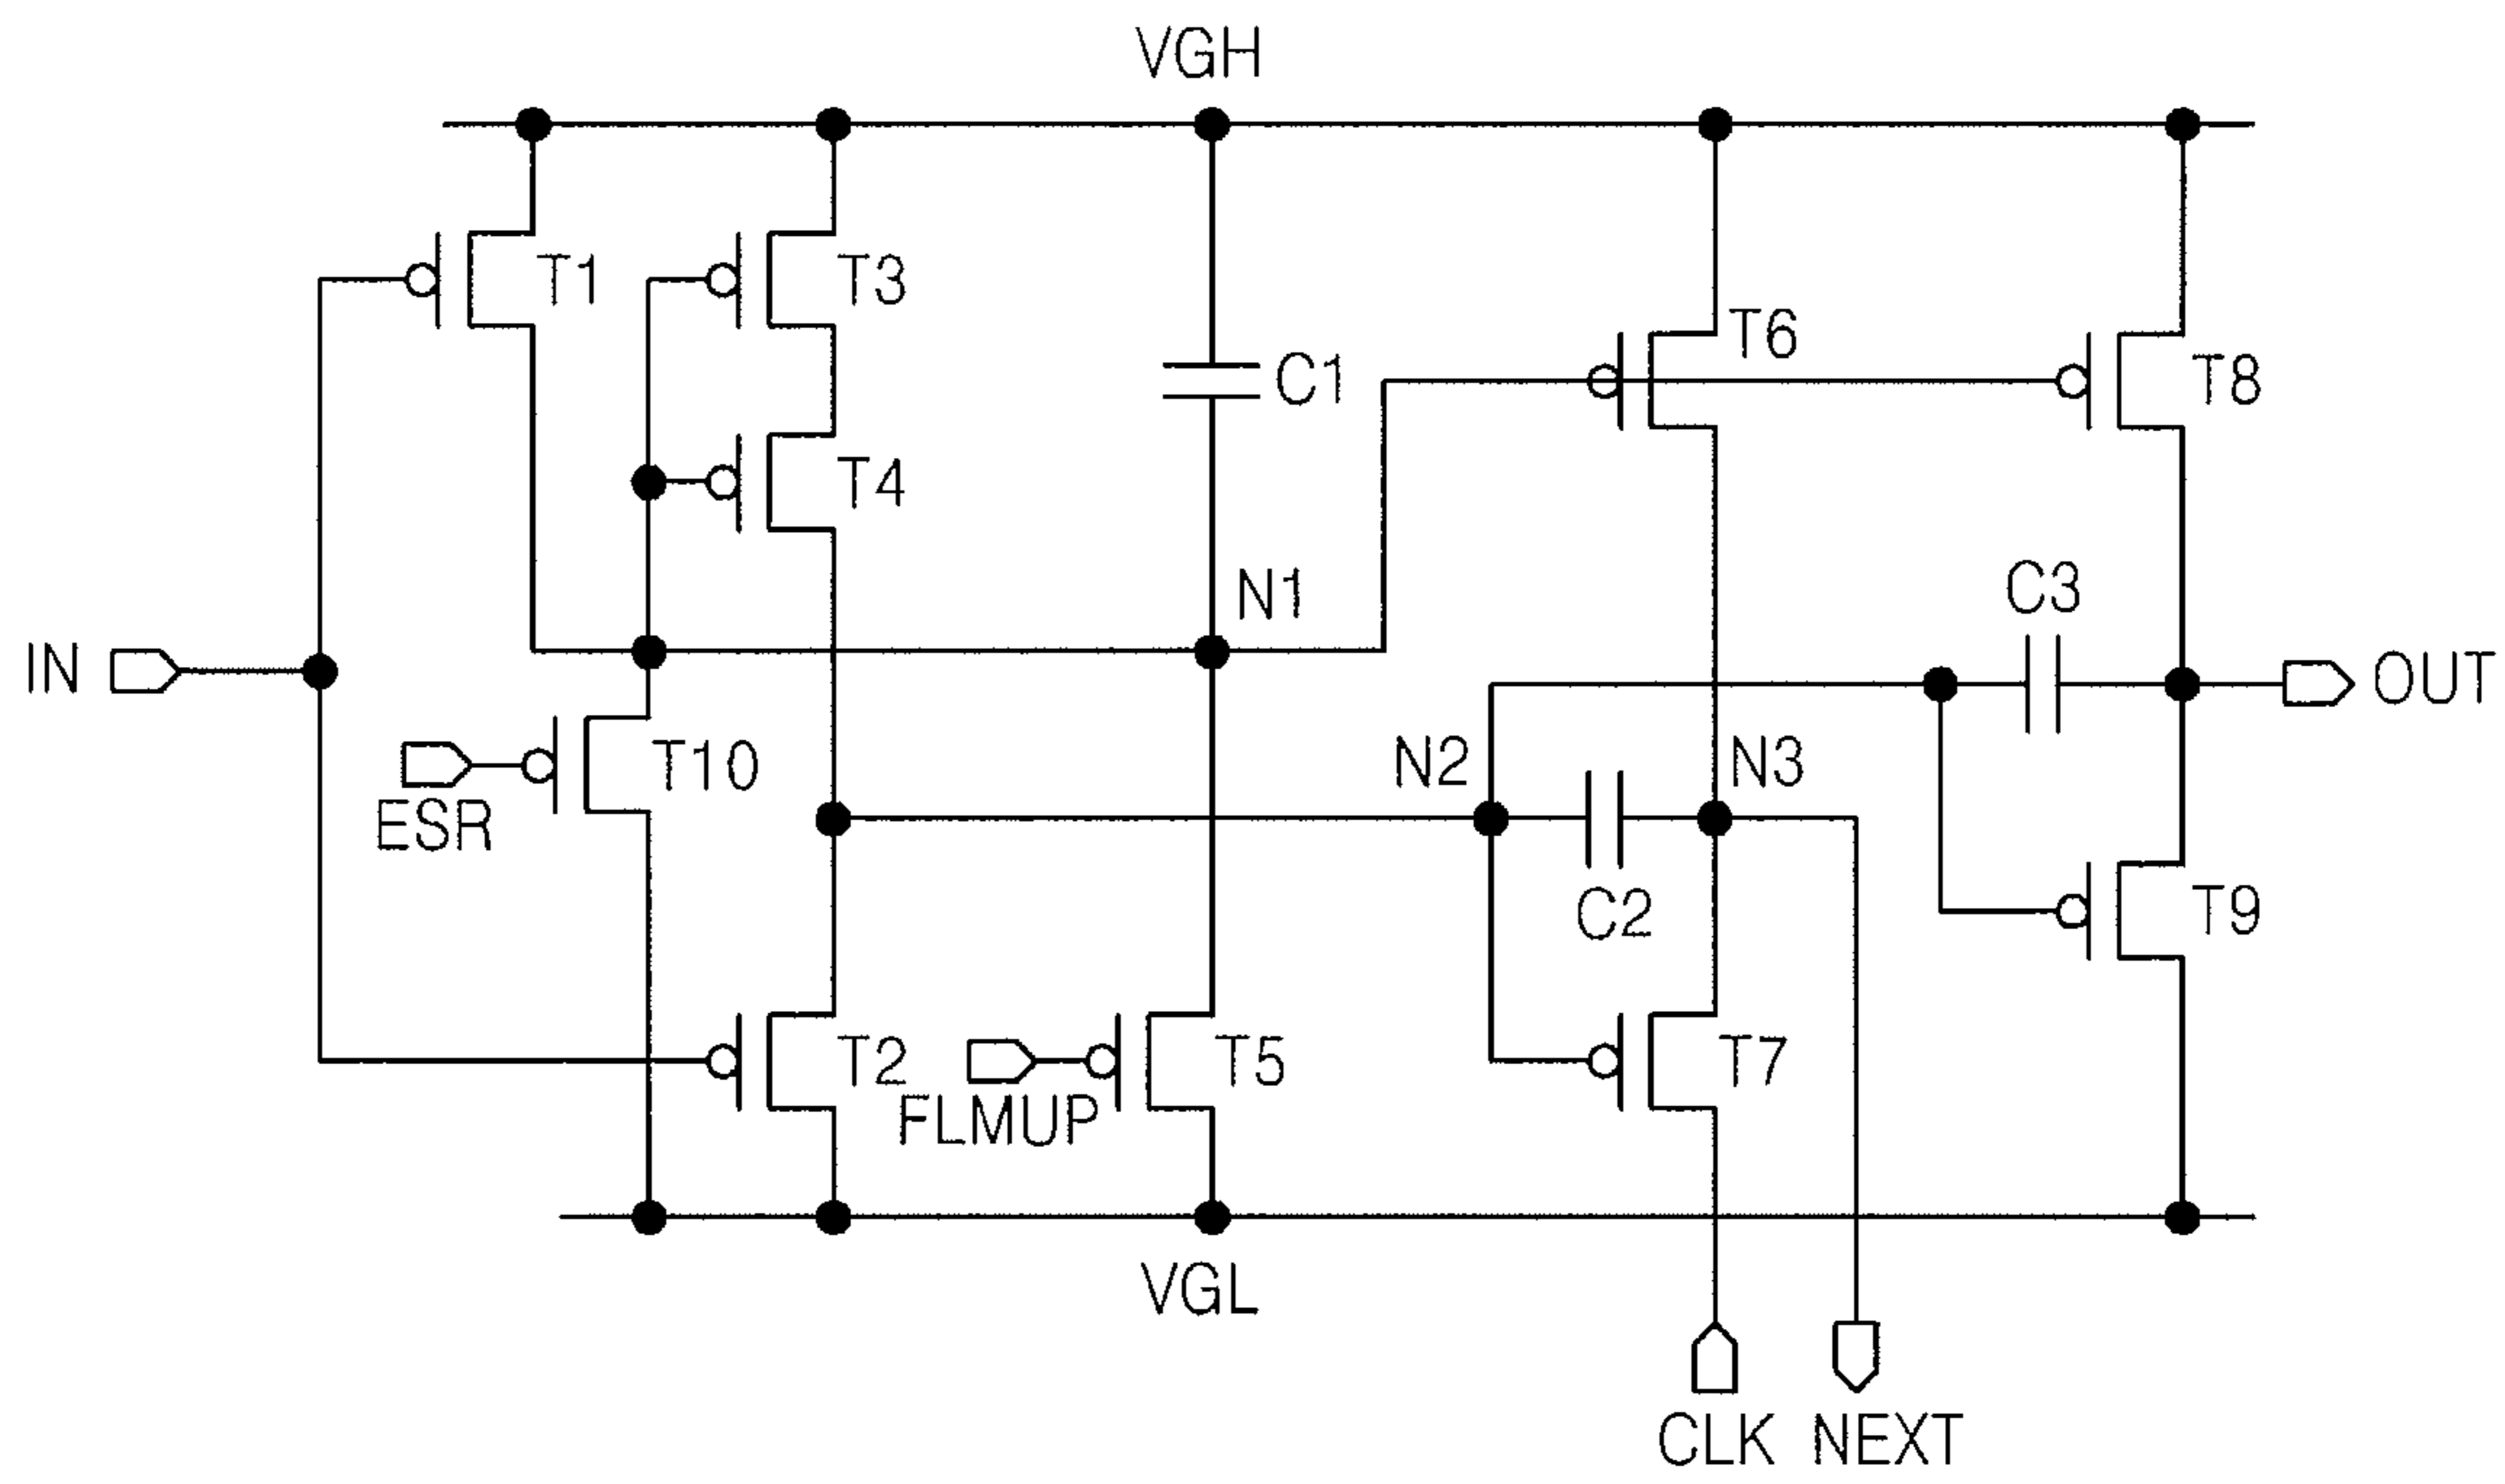 VGH
T1
T3
T6
C1
T8
T4
C3
N1
IN
OUT
T10
N2
N3
ESR
C2
T9
T2
T5
T7
FLMUP
VGL
CLK NEXT